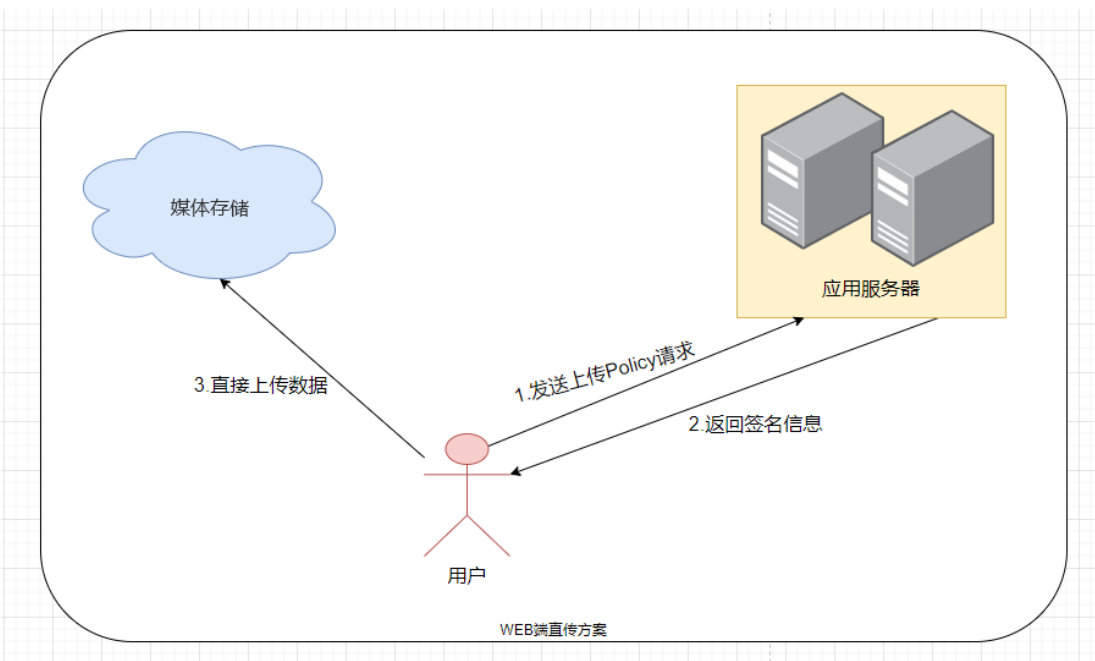 媒体存储
应用服务器
1.发送上传Policy请求
3.直接上传数据
2.返回签名信息
用户
WEB端直传方案